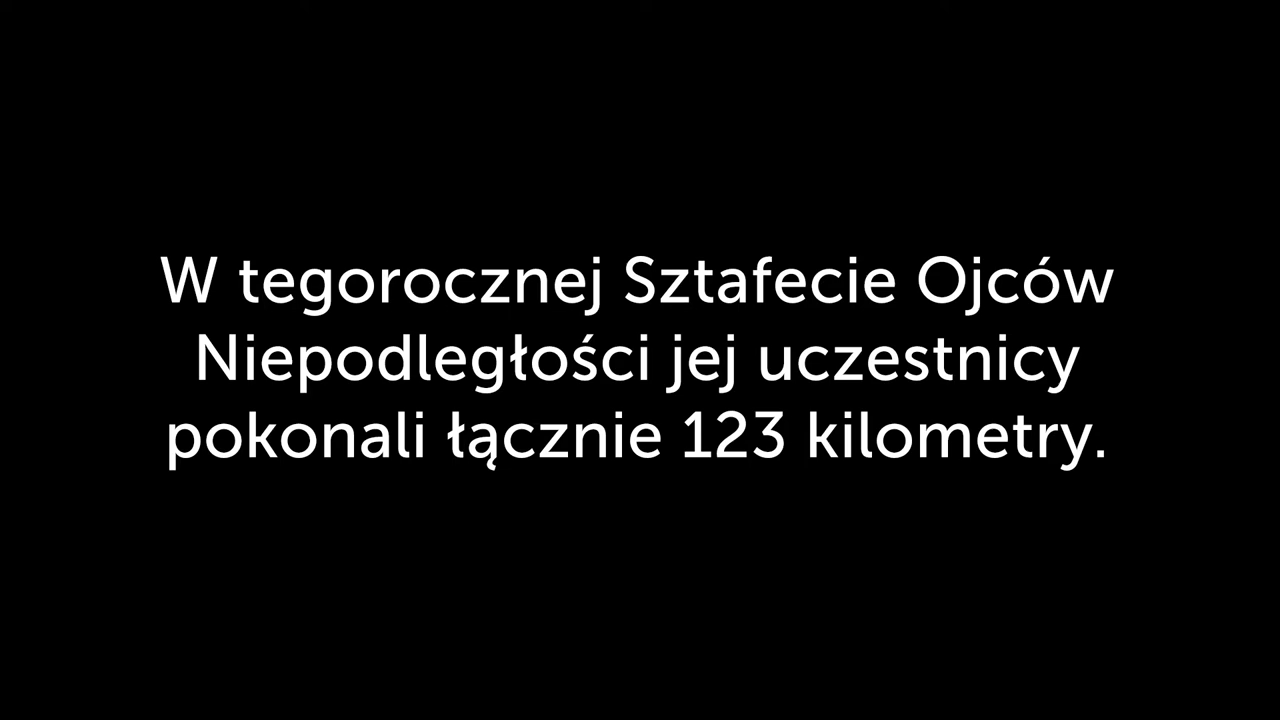 W tegorocznej Sztafecie Ojców
Niepodległości jej uczestnicy
pokonali łącznie 123 kilometry.